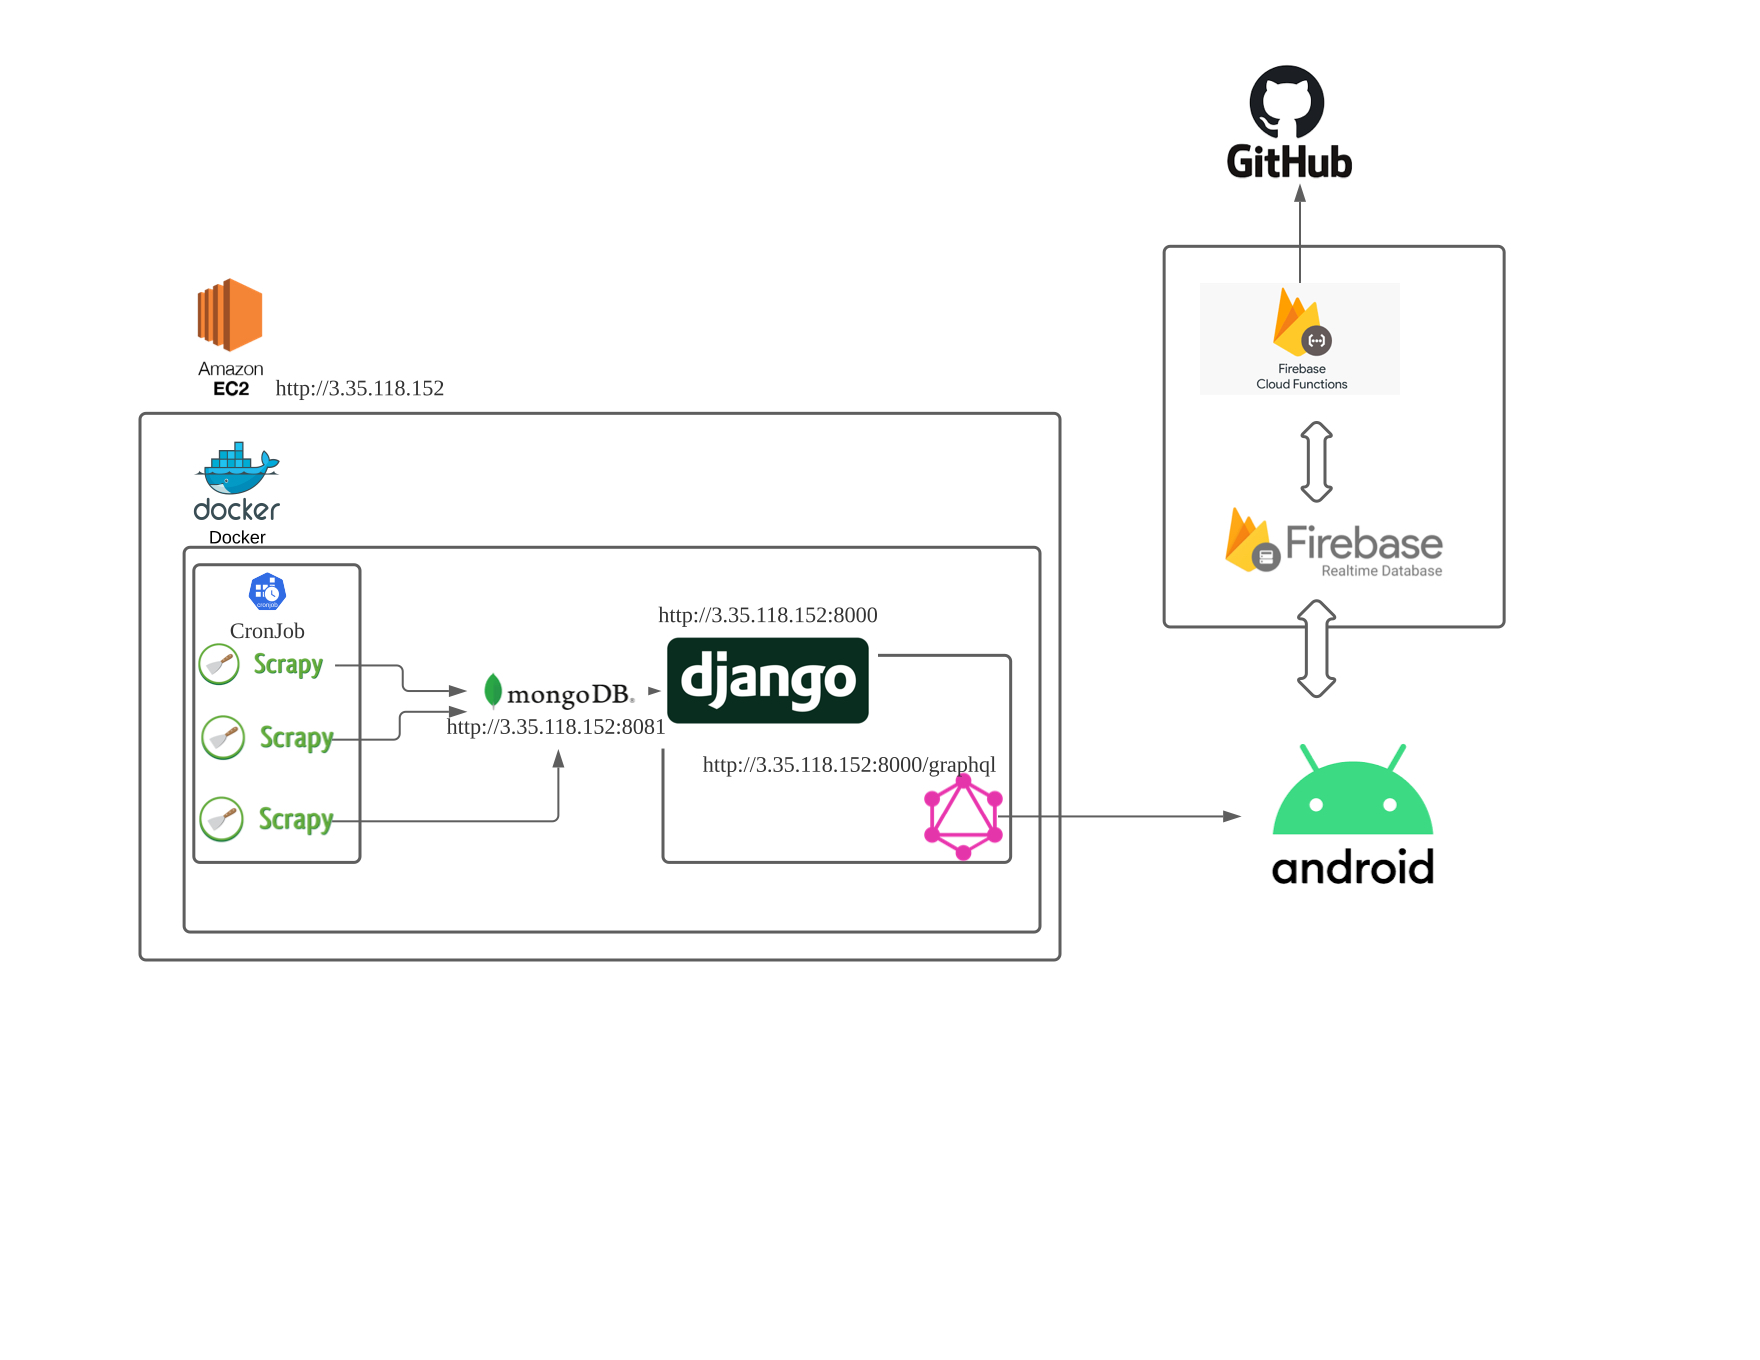 GitHub
Firebase
Cloud Functions
Firebase
Realtime Database
Amazon
EC2
http://3.35.118.152
docker
Docker
cronjob
CronJob
Scrapy
Scrapy
Scrapy
mongoDB®
http://3.35.118.152:8081
http://3.35.118.152:8000
django
http://3.35.118.152:8000/graphql
android